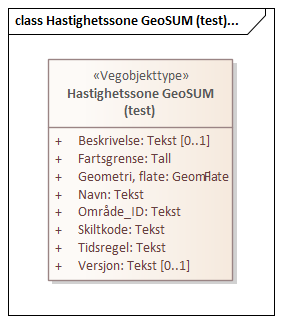 class Hastighetssone GeoSUM (test)...
«Vegobjekttype»
Hastighetssone GeoSUM
(test)
+ Beskrivelse: Tekst [0..1]
+ Fartsgrense: Tall
+ Geometri, flate: GeomFlate
+ Navn: Tekst
+ Område_ID: Tekst
+ Skiltkode: Tekst
+ Tidsregel: Tekst
+ Versjon: Tekst [0..1]